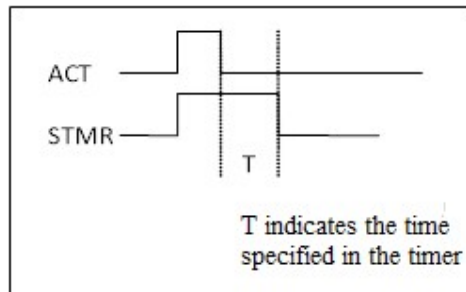 ACT
STMR
T
T indicates the time
specified in the timer